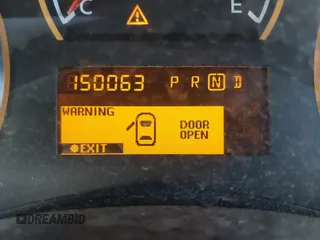 C E
150063 P R N D
WARNING
DOOR
OPEN
EXIT
DREAMBID